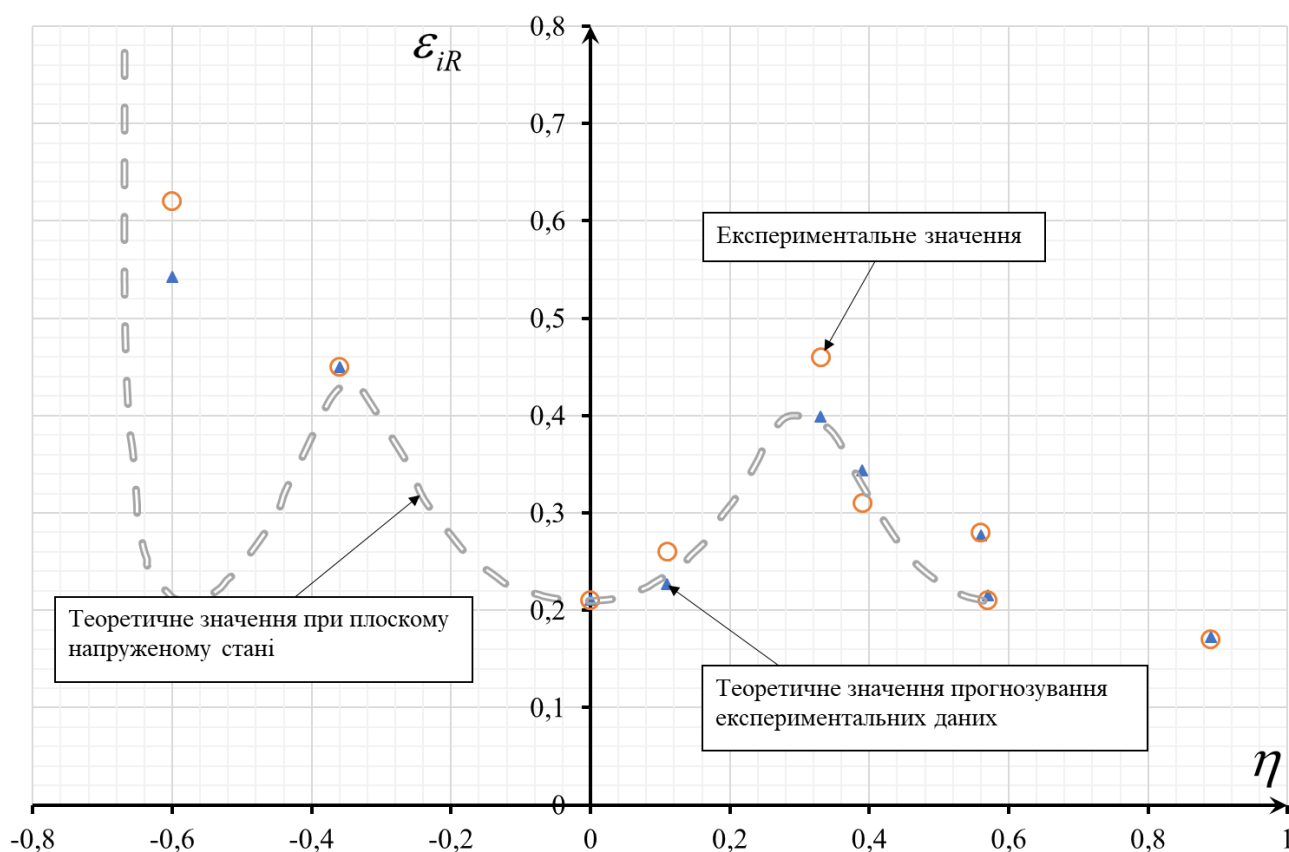 0,8
ε_iR
0,7
0,6
Експериментальне значення
0,5
0,4
0,3
0,2
Теоретичне значення при плоскому
напруженому стані
Теоретичне значення прогнозування
експериментальних даних
0,1
η
0
-0,8 -0,6 -0,4 -0,2 0 0,2 0,4 0,6 0,8 1